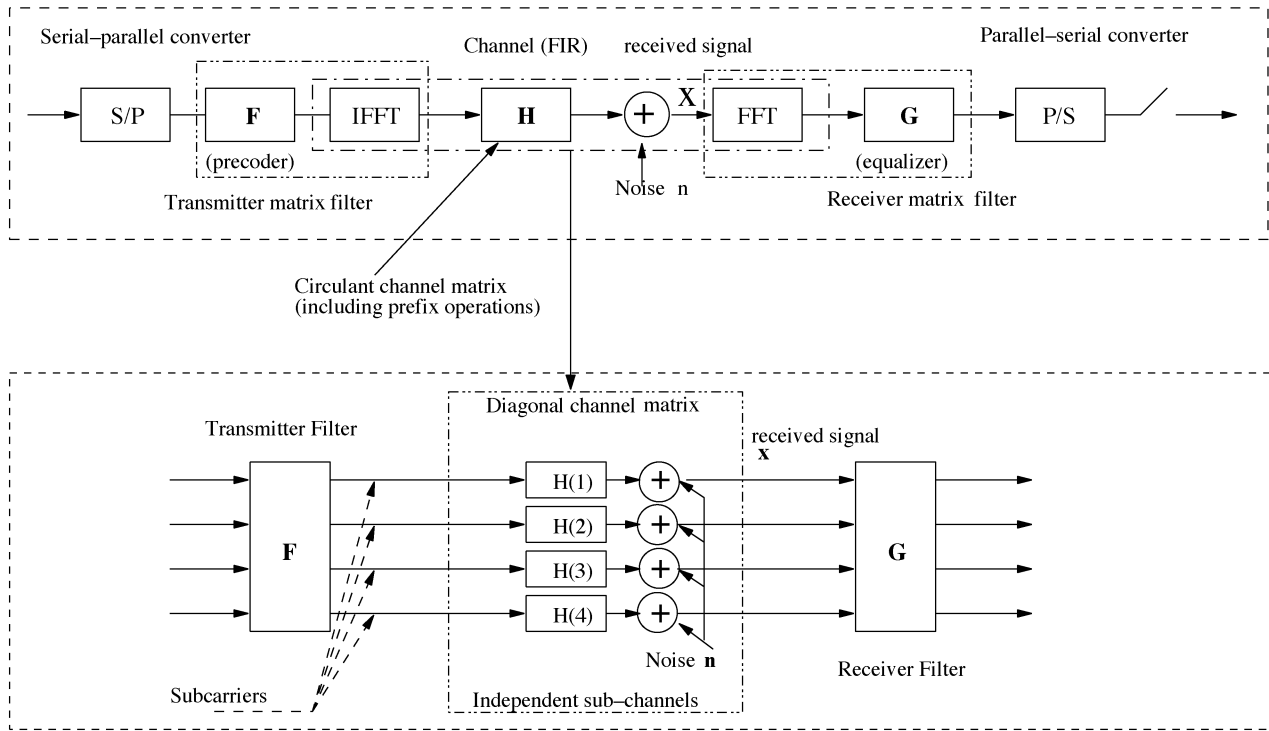 Serial–parallel converter
Channel (FIR)
received signal
Parallel–serial converter
S/P
F
IFFT
H
+
X
FFT
G
P/S
(precoder)
(equalizer)
Noise n
Transmitter matrix filter
Receiver matrix filter
Circulant channel matrix
(including prefix operations)
Diagonal channel matrix
Transmitter Filter
received signal
x
H(1)
+
H(2)
+
F
G
H(3)
+
H(4)
+
Noise n
Receiver Filter
Subcarriers
Independent sub–channels